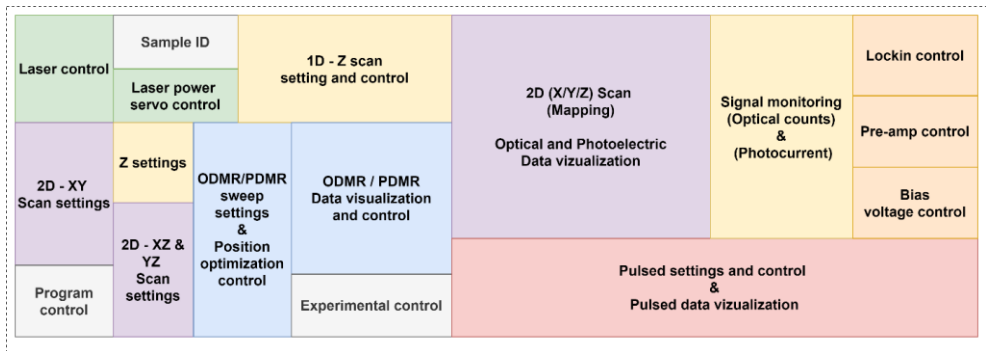 Laser control
Sample ID
Laser power
servo control
1D - Z scan
setting and control
2D (X/Y/Z) Scan
(Mapping)
Optical and Photoelectric
Data vizualization
Signal monitoring
(Optical counts)
&
(Photocurrent)
Lockin control
Pre-amp control
Bias
voltage control
2D - XY
Scan settings
Z settings
2D - XZ &
YZ
Scan
settings
ODMR/PDMR
sweep
settings
&
Position
optimization
control
ODMR / PDMR
Data visualization
and control
Program
control
Experimental control
Pulsed settings and control
&
Pulsed data vizualization